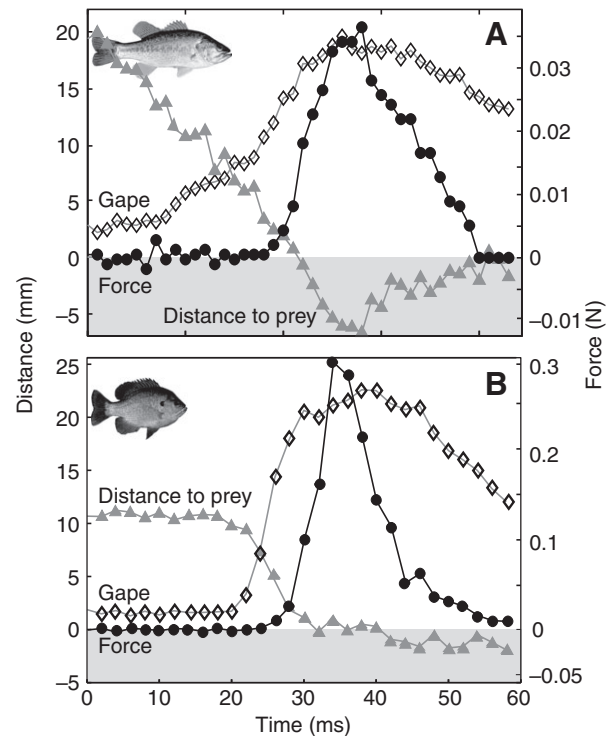 A
20
15
10
5
0
–5
0.03
0.02
0.01
0
–0.01
Gape
Force
Distance to prey
B
25
20
15
10
5
0
–5
0.3
0.2
0.1
0
–0.05
Distance to prey
Gape
Force
0 10 20 30 40 50 60
Time (ms)
Distance (mm)
Force (N)